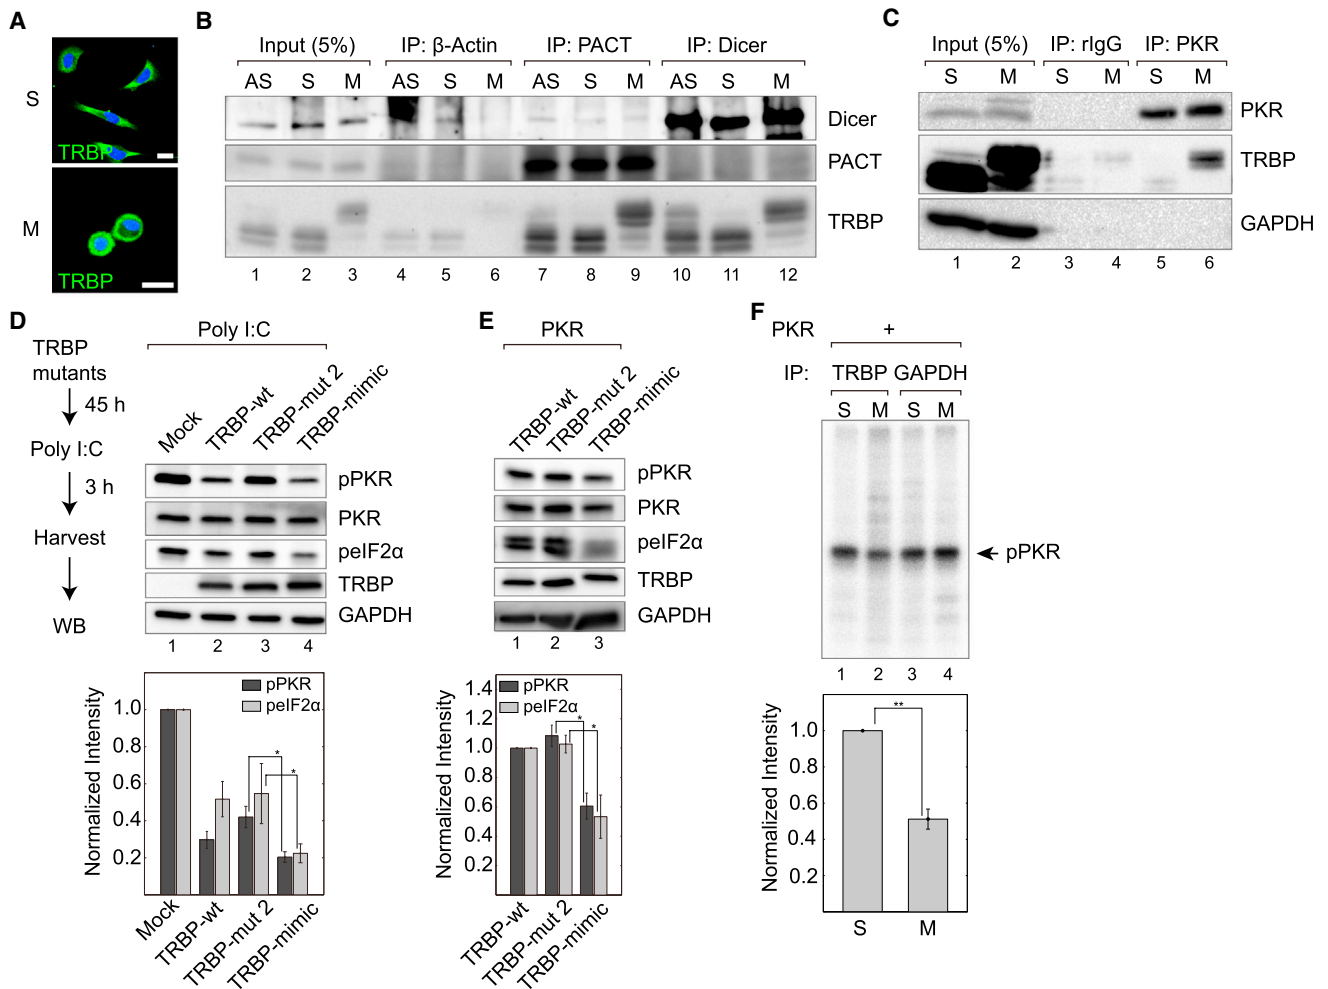 A
S
TRBP
M
TRBP
B
Input (5%) IP: β-Actin IP: PACT IP: Dicer
AS S M AS S M AS S M AS S M
Dicer
PACT
TRBP
1 2 3 4 5 6 7 8 9 10 11 12
C
Input (5%) IP: rIgG IP: PKR
S M S M S M
PKR
TRBP
GAPDH
1 2 3 4 5 6
D
TRBP
mutants
45 h
Poly I:C
3 h
Harvest
WB
Poly I:C
Mock TRBP-wt TRBP-mut 2 TRBP-mimic
pPKR
PKR
peIF2α
TRBP
GAPDH
1 2 3 4
Normalized Intensity
1.0
0.8
0.6
0.4
0.2
pPKR
peIF2α
*
*
Mock TRBP-wt TRBP-mut 2 TRBP-mimic
E
PKR
TRBP-wt TRBP-mut 2 TRBP-mimic
pPKR
PKR
peIF2α
TRBP
GAPDH
1 2 3
Normalized Intensity
1.4
1.2
1.0
0.8
0.6
0.4
0.2
pPKR
peIF2α
*
*
TRBP-wt TRBP-mut 2 TRBP-mimic
F
PKR +
IP: TRBP GAPDH
S M S M
pPKR
1 2 3 4
Normalized Intensity
1.0
0.8
0.6
0.4
0.2
**
S M